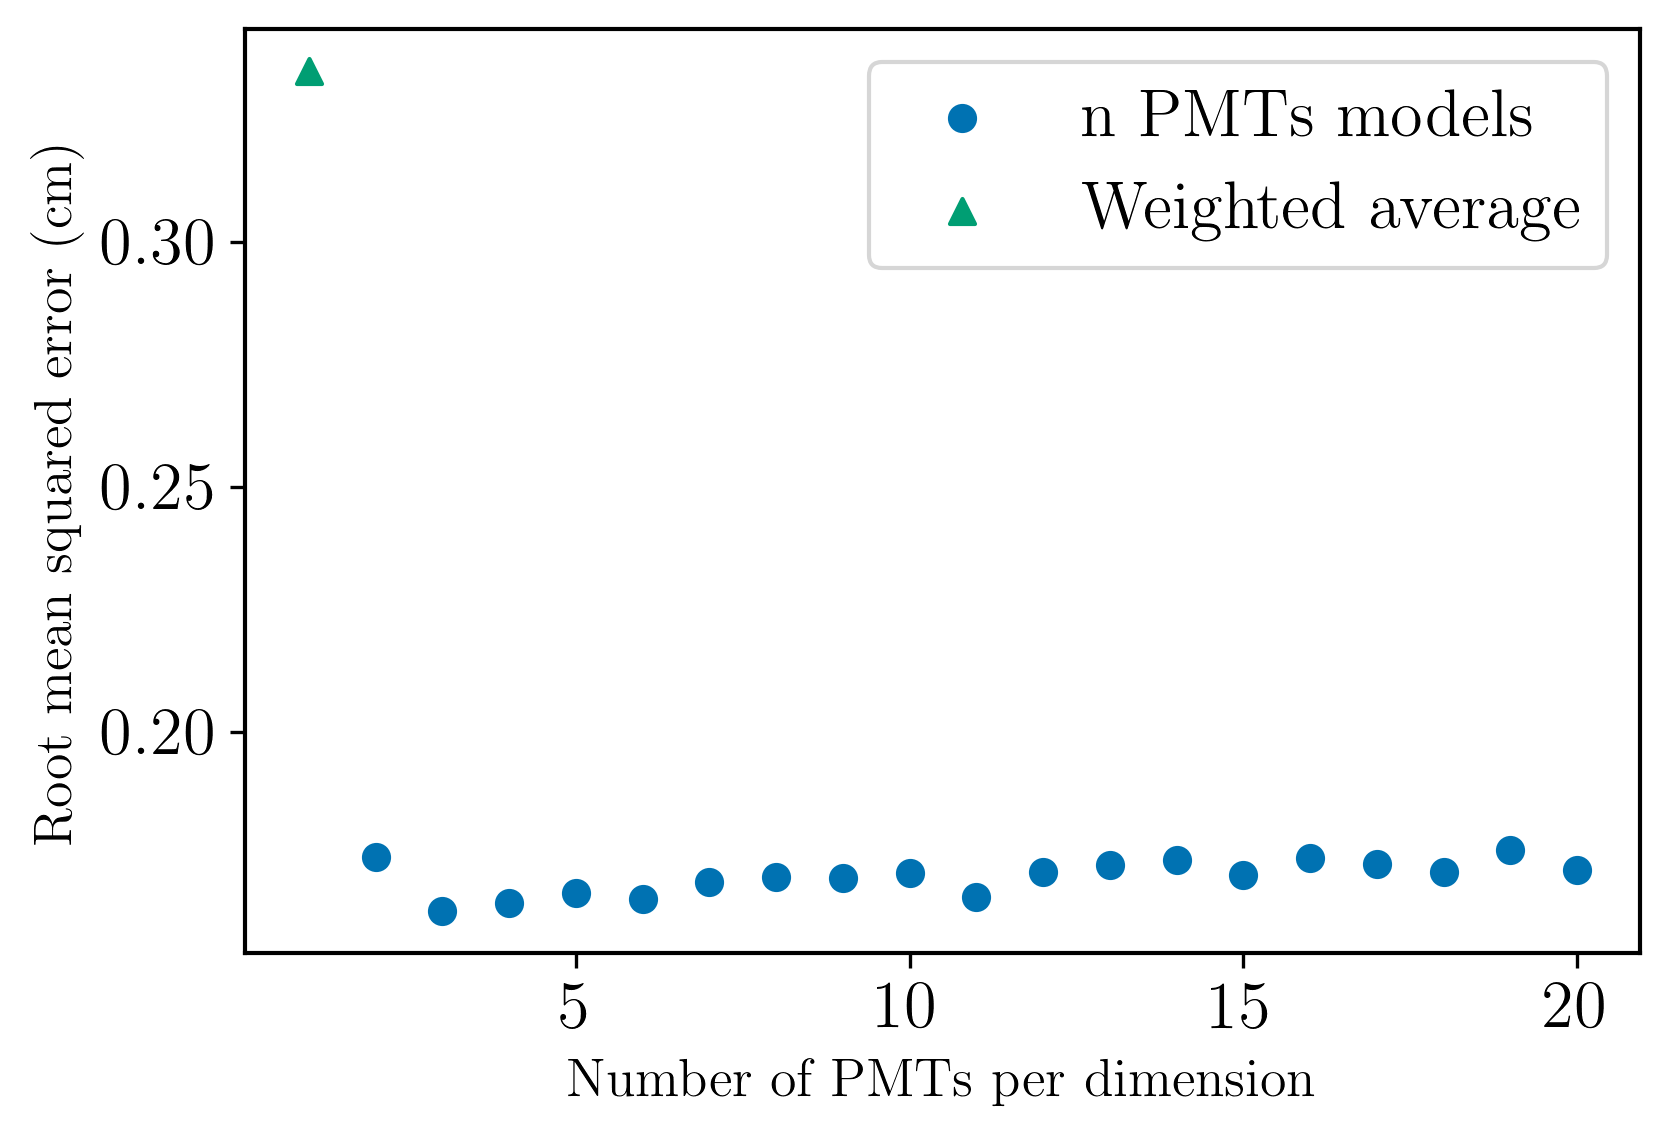 n PMTs models
Weighted average
Root mean squared error (cm)
0.30
0.25
0.20
5
10
15
20
Number of PMTs per dimension